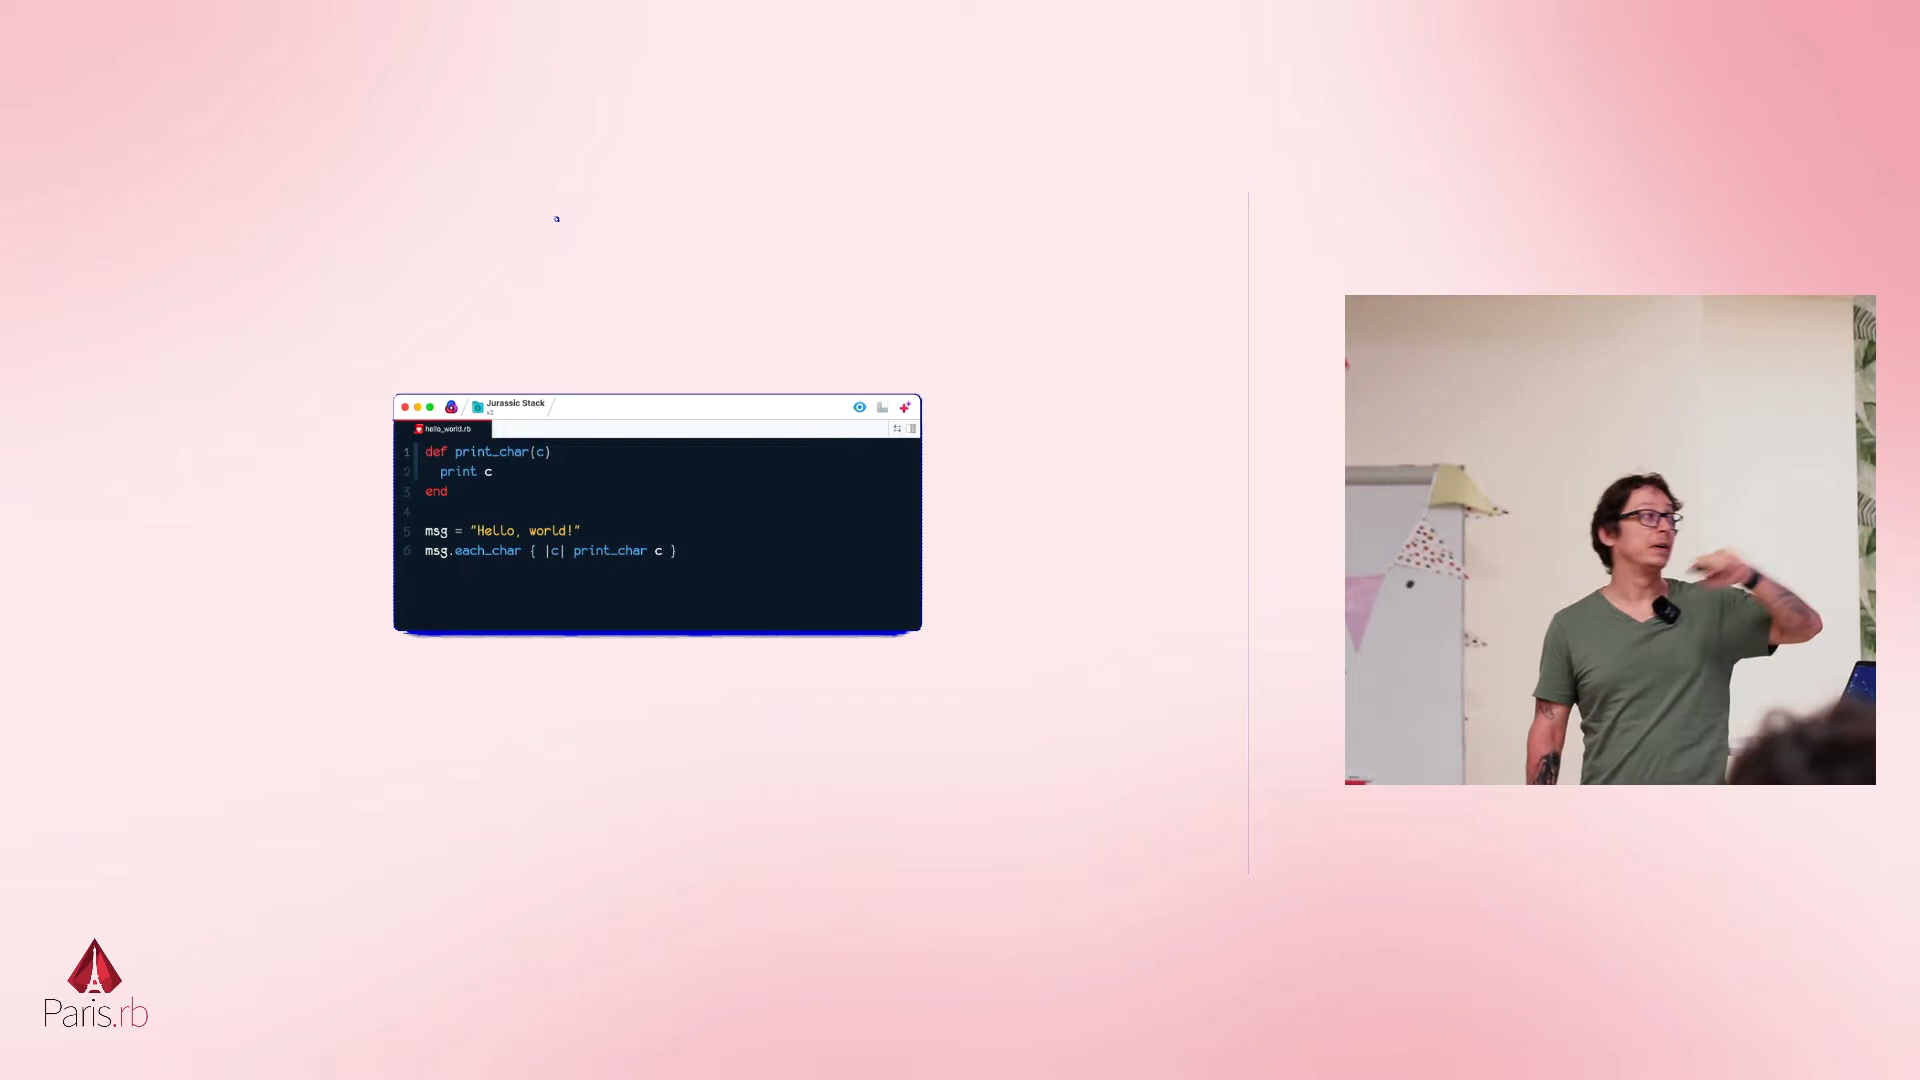 Jurassic Stack
v2
hello_world.rb
1 def print_char(c)
2   print c
3 end
4
5 msg = "Hello, world!"
6 msg.each_char { |c| print_char c }
Paris.rb